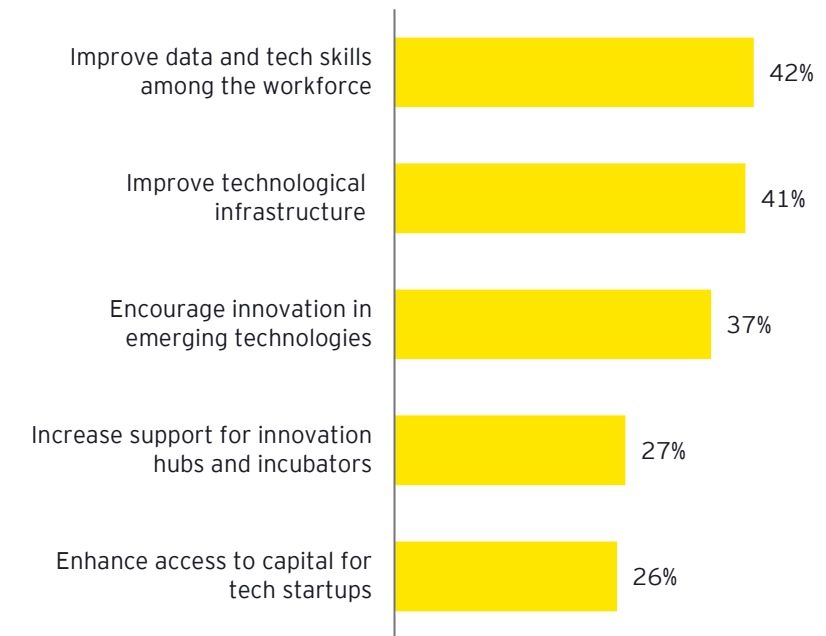 Improve data and tech skills
among the workforce
42%
Improve technological
infrastructure
41%
Encourage innovation in
emerging technologies
37%
Increase support for innovation
hubs and incubators
27%
Enhance access to capital for
tech startups
26%